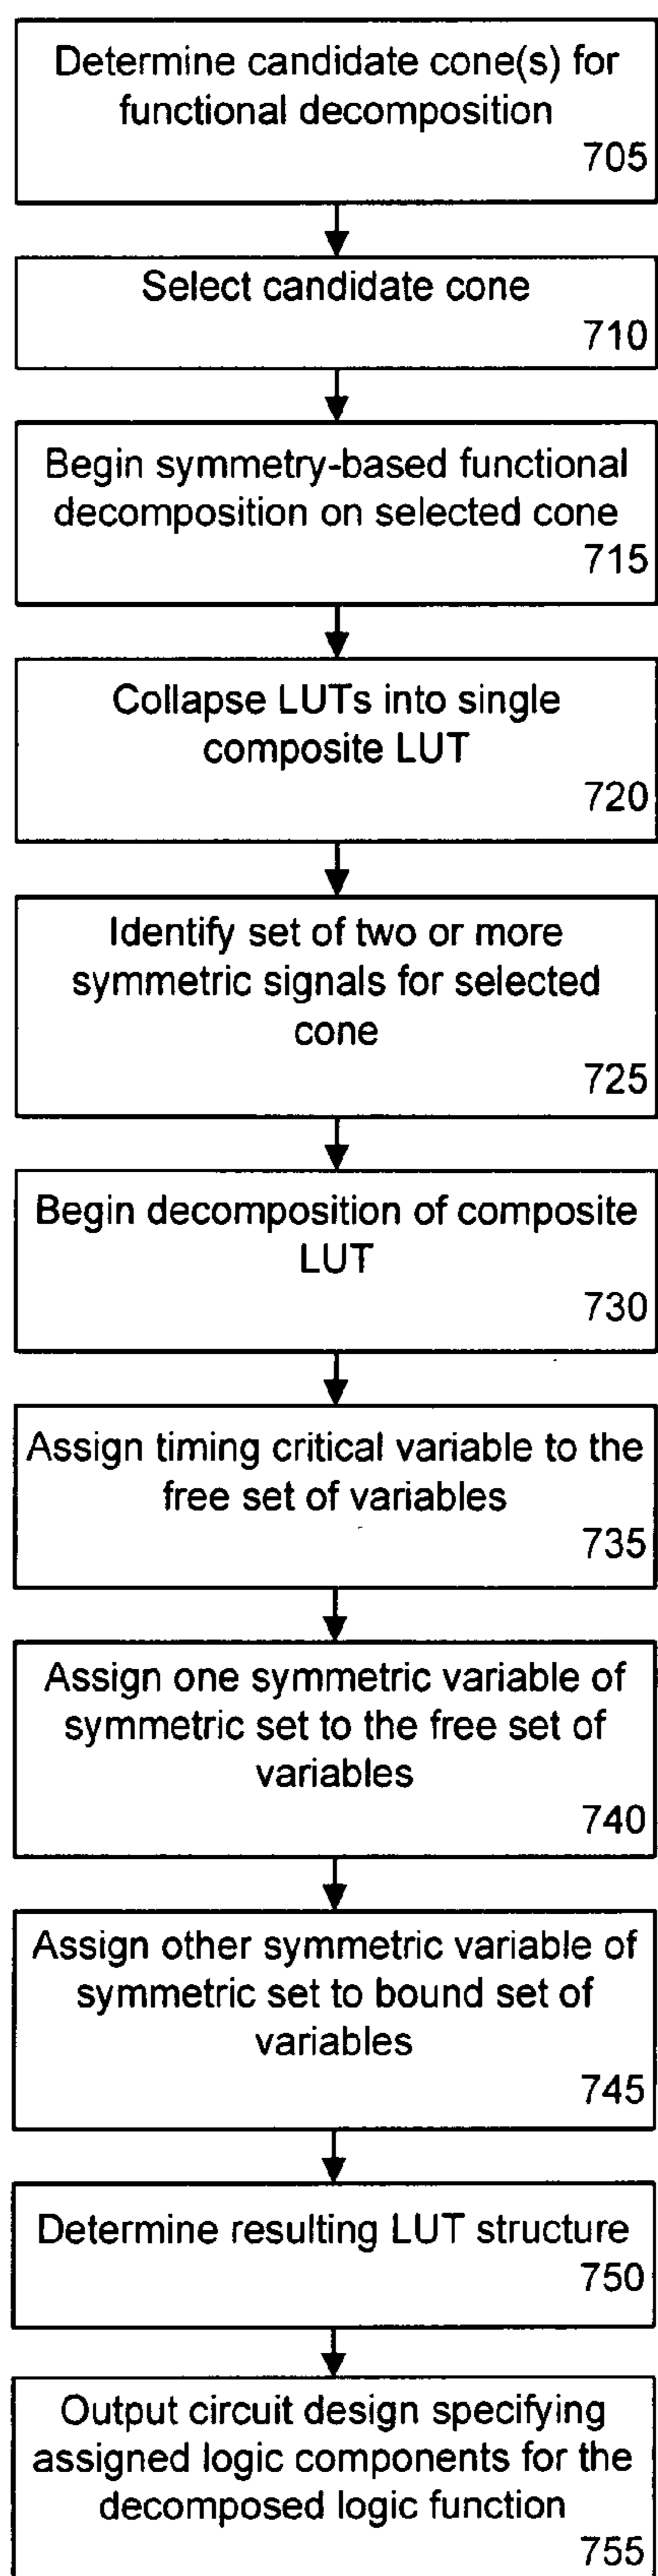 Determine candidate cone(s) for
functional decomposition
705
Select candidate cone
710
Begin symmetry-based functional
decomposition on selected cone
715
Collapse LUTs into single
composite LUT
720
Identify set of two or more
symmetric signals for selected
cone
725
Begin decomposition of composite
LUT
730
Assign timing critical variable to the
free set of variables
735
Assign one symmetric variable of
symmetric set to the free set of
variables
740
Assign other symmetric variable of
symmetric set to bound set of
variables
745
Determine resulting LUT structure
750
Output circuit design specifying
assigned logic components for the
decomposed logic function
755